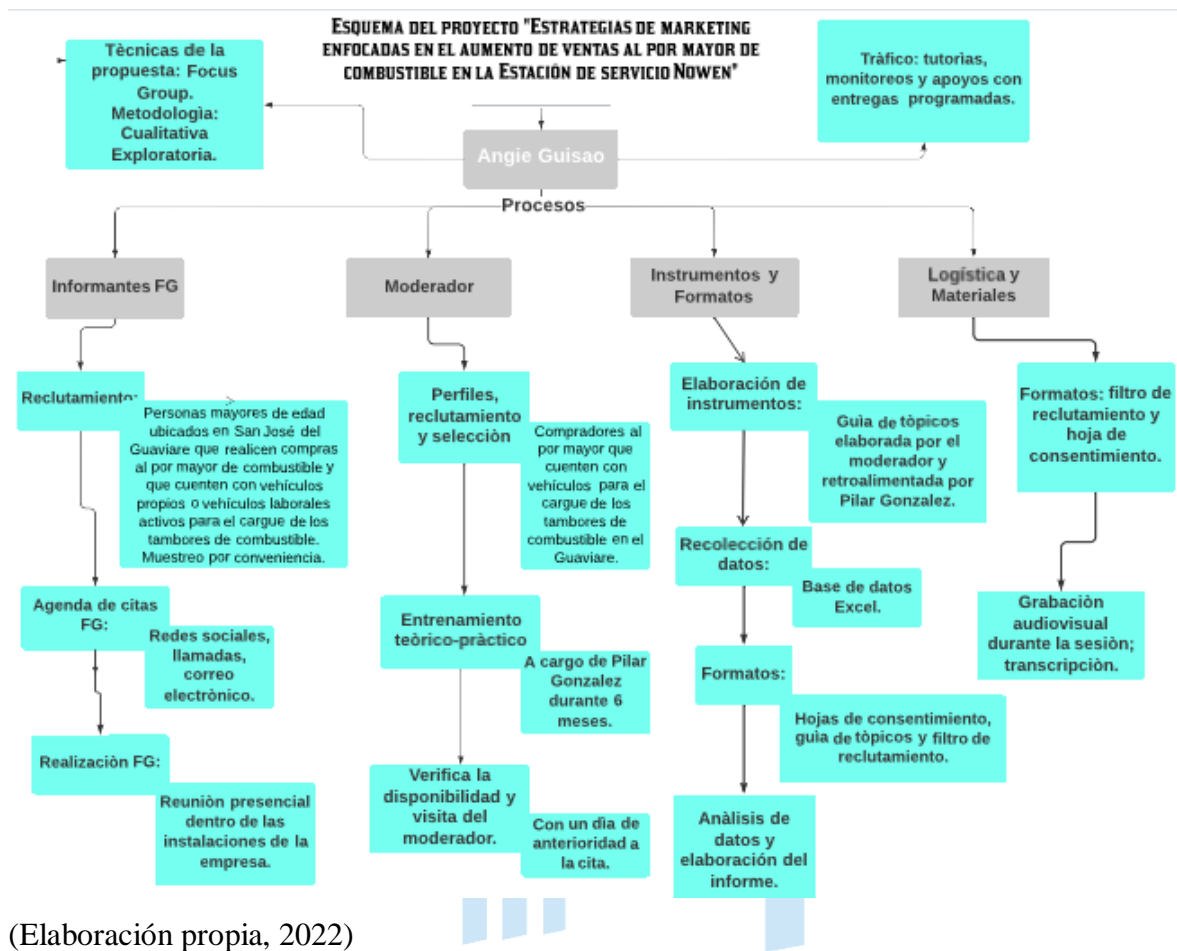 ESQUEMA DEL PROYECTO "ESTRATEGIAS DE MARKETING
ENFOCADAS EN EL AUMENTO DE VENTAS AL POR MAYOR DE
COMBUSTIBLE EN LA ESTACIÓN DE SERVICIO NOWEN"
Tècnicas de la
propuesta: Focus
Group.
Metodologìa:
Cualitativa
Exploratoria.
Tràfico: tutorìas,
monitoreos y apoyos con
entregas programadas.
Angie Guisao
Procesos
Informantes FG
Reclutamiento:
Personas mayores de edad
ubicados en San José del
Guaviare que realicen compras
al por mayor de combustible y
que cuenten con vehículos
propios o vehículos laborales
activos para el cargue de los
tambores de combustible.
Muestreo por conveniencia.
Agenda de citas
FG:
Redes sociales,
llamadas,
correo
electrònico.
Realizaciòn FG:
Reuniòn presencial
dentro de las
instalaciones de la
empresa.
Moderador
Perfiles,
reclutamiento
y selecciòn
Compradores al
por mayor que
cuenten con
vehículos para el
cargue de los
tambores de
combustible en el
Guaviare.
Entrenamiento
teòrico-pràctico
A cargo de Pilar
Gonzalez
durante 6
meses.
Verifica la
disponibilidad y
visita del
moderador.
Con un dìa de
anterioridad a
la cita.
Instrumentos y
Formatos
Elaboración de
instrumentos:
Guìa de tòpicos
elaborada por el
moderador y
retroalimentada por
Pilar Gonzalez.
Recolección de
datos:
Base de datos
Excel.
Formatos:
Hojas de consentimiento,
guìa de tòpicos y filtro de
reclutamiento.
Anàlisis de
datos y
elaboración del
informe.
Logística y
Materiales
Formatos: filtro de
reclutamiento y
hoja de
consentimiento.
Grabaciòn
audiovisual
durante la sesiòn;
transcripciòn.
(Elaboración propia, 2022)